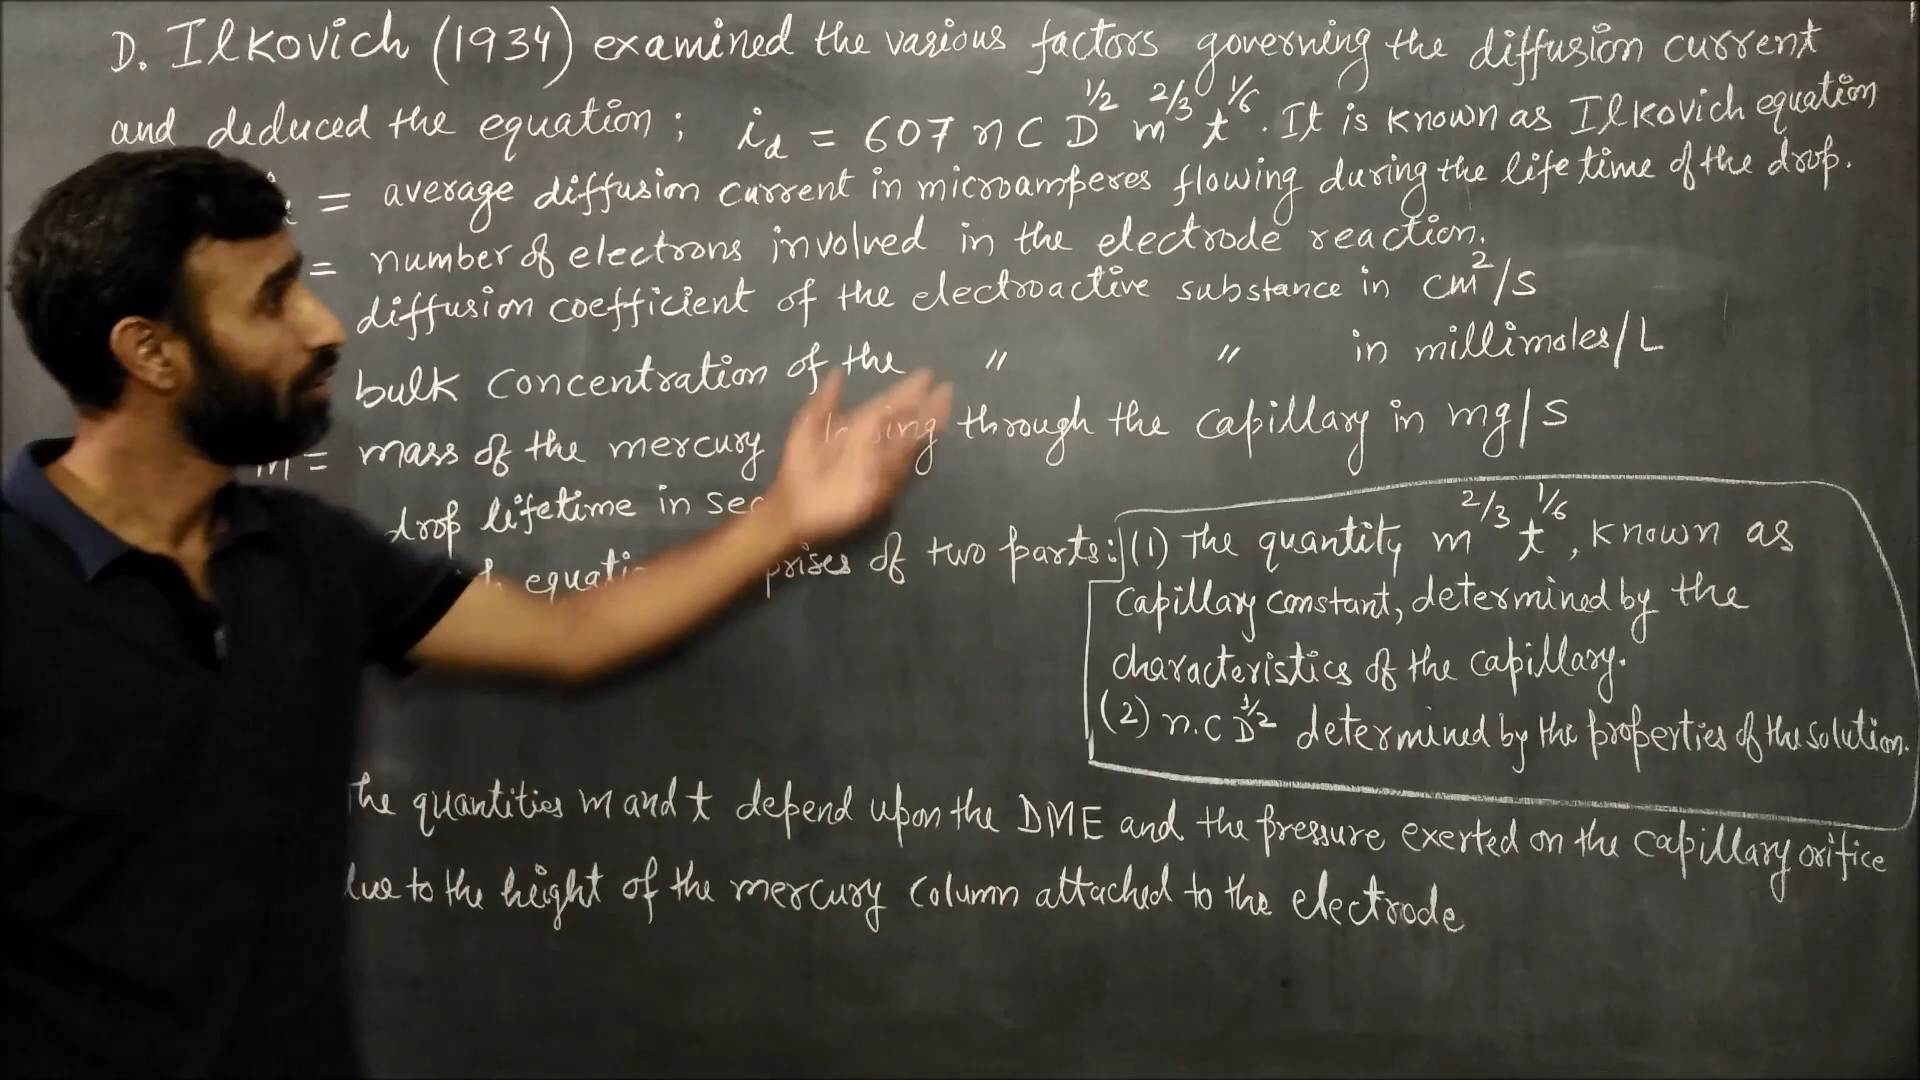 D. Ilkovich (1934) examined the various factors governing the diffusion current
and deduced the equation ; i_d = 607 n C D^1/2 m^2/3 t^1/6. It is known as Ilkovich equation
= average diffusion current in microamperes flowing during the life time of the drop.
= number of electrons involved in the electrode reaction.
diffusion coefficient of the electroactive substance in cm^2/s
bulk concentration of the " " in millimoles/L
m = mass of the mercury through the capillary in mg/s
drop lifetime in
of two parts: (1) The quantity m^2/3 t^1/6, known as
capillary constant, determined by the
characteristics of the capillary.
(2) n.C D^1/2 determined by the properties of the solution.
The quantities m and t depend upon the DME and the pressure exerted on the capillary orifice
to the height of the mercury column attached to the electrode